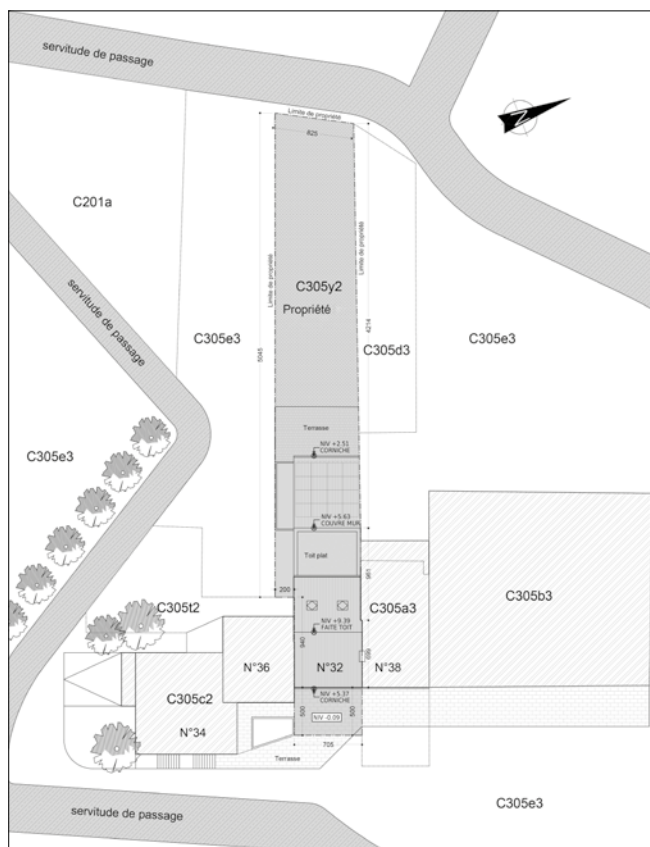 servitude de passage
Limite de propriété
825
N
C201a
servitude de passage
Limite de propriété
Limite de propriété
C305y2
Propriété
C305e3
5045
4214
C305d3
C305e3
Terrasse
NIV +2.51
CORNICHE
C305e3
NIV +5.63
COUVRE MUR
Toit plat
961
200
C305t2
C305a3
C305b3
NIV +9.39
FAITE TOIT
940
N°36
N°32
N°38
C305c2
NIV +5.37
CORNICHE
N°34
500
500
NIV -0.09
705
Terrasse
servitude de passage
C305e3